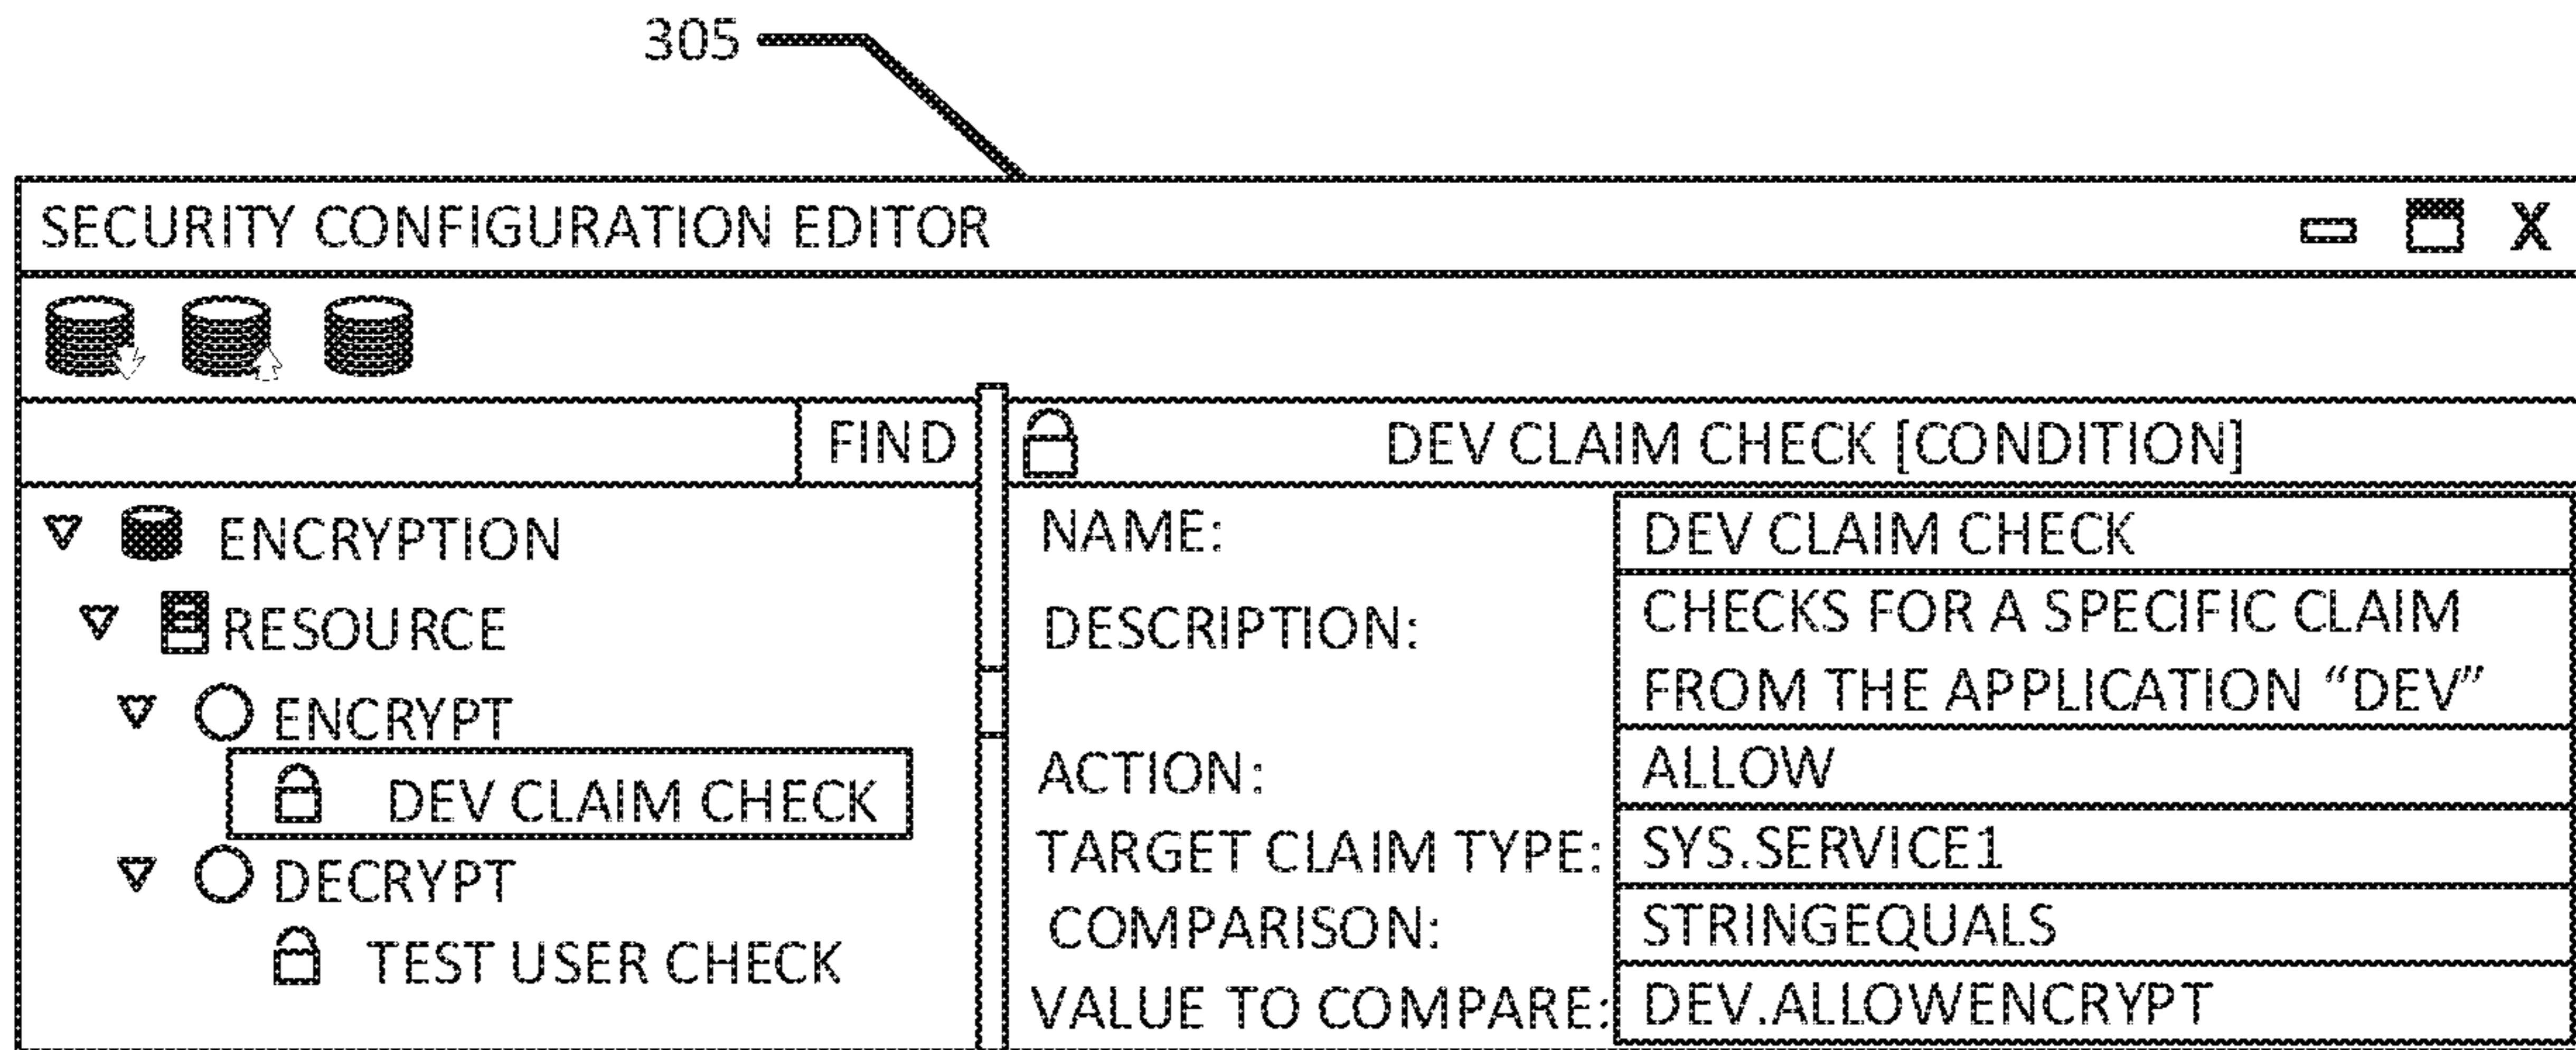 305
SECURITY CONFIGURATION EDITOR X
FIND
DEV CLAIM CHECK [CONDITION]
ENCRYPTION
RESOURCE
ENCRYPT
DEV CLAIM CHECK
DECRYPT
TEST USER CHECK
NAME: DEV CLAIM CHECK
DESCRIPTION: CHECKS FOR A SPECIFIC CLAIM
FROM THE APPLICATION “DEV”
ACTION: ALLOW
TARGET CLAIM TYPE: SYS.SERVICE1
COMPARISON: STRINGEQUALS
VALUE TO COMPARE: DEV.ALLOWENCRYPT